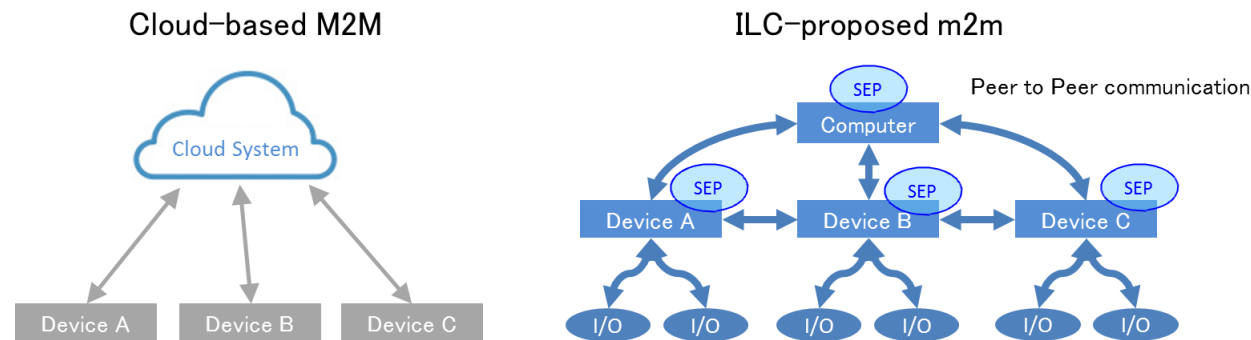 Cloud-based M2M
ILC-proposed m2m
Cloud System
Device A
Device B
Device C
Peer to Peer communication
SEP
Computer
SEP
SEP
SEP
Device A
Device B
Device C
I/O
I/O
I/O
I/O
I/O
I/O